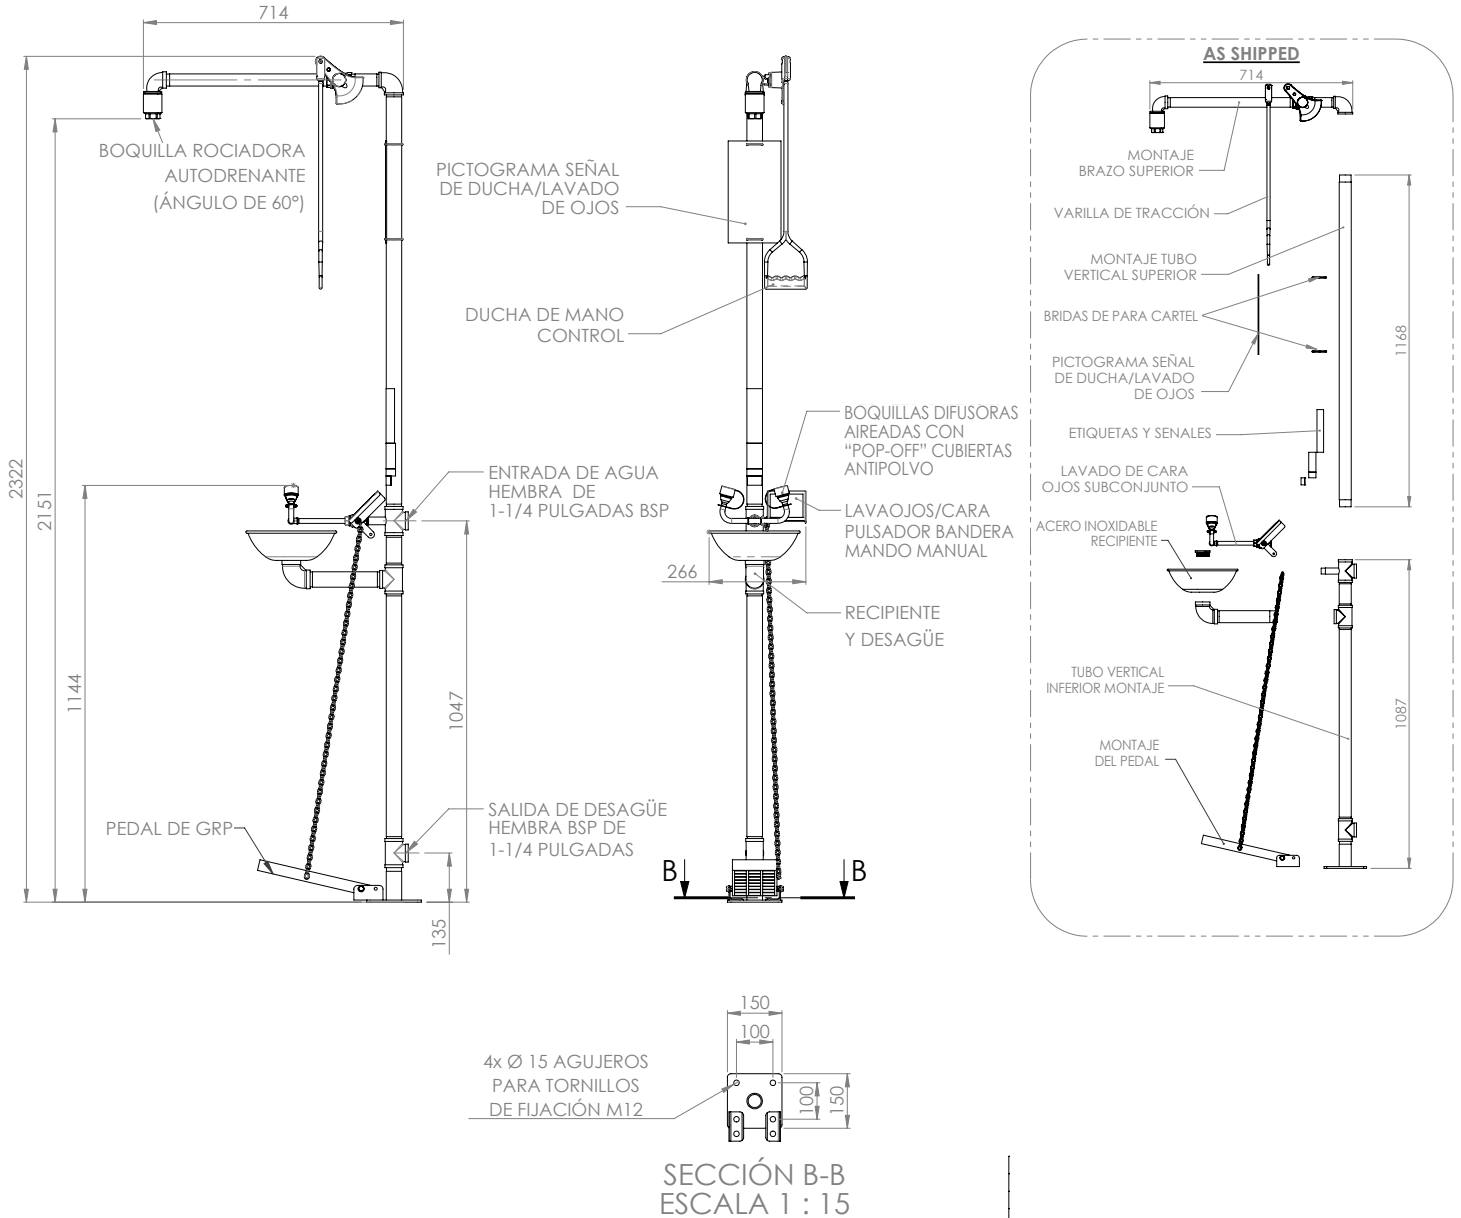 714
2322
2151
BOQUILLA ROCIADORA
AUTODRENANTE
(ÁNGULO DE 60°)
1144
ENTRADA DE AGUA
HEMBRA DE
1-1/4 PULGADAS BSP
1047
SALIDA DE DESAGÜE
HEMBRA BSP DE
1-1/4 PULGADAS
PEDAL DE GRP
135
PICTOGRAMA SEÑAL
DE DUCHA/LAVADO
DE OJOS
DUCHA DE MANO
CONTROL
BOQUILLAS DIFUSORAS
AIREADAS CON
“POP-OFF” CUBIERTAS
ANTIPOLVO
LAVAOJOS/CARA
PULSADOR BANDERA
MANDO MANUAL
266
RECIPIENTE
Y DESAGÜE
B
B
AS SHIPPED
714
MONTAJE
BRAZO SUPERIOR
VARILLA DE TRACCIÓN
MONTAJE TUBO
VERTICAL SUPERIOR
BRIDAS DE PARA CARTEL
1168
PICTOGRAMA SEÑAL
DE DUCHA/LAVADO
DE OJOS
ETIQUETAS Y SENALES
LAVADO DE CARA
OJOS SUBCONJUNTO
ACERO INOXIDABLE
RECIPIENTE
TUBO VERTICAL
INFERIOR MONTAJE
1087
MONTAJE
DEL PEDAL
150
100
4x Ø 15 AGUJEROS
PARA TORNILLOS
DE FIJACIÓN M12
100
150
SECCIÓN B-B
ESCALA 1 : 15